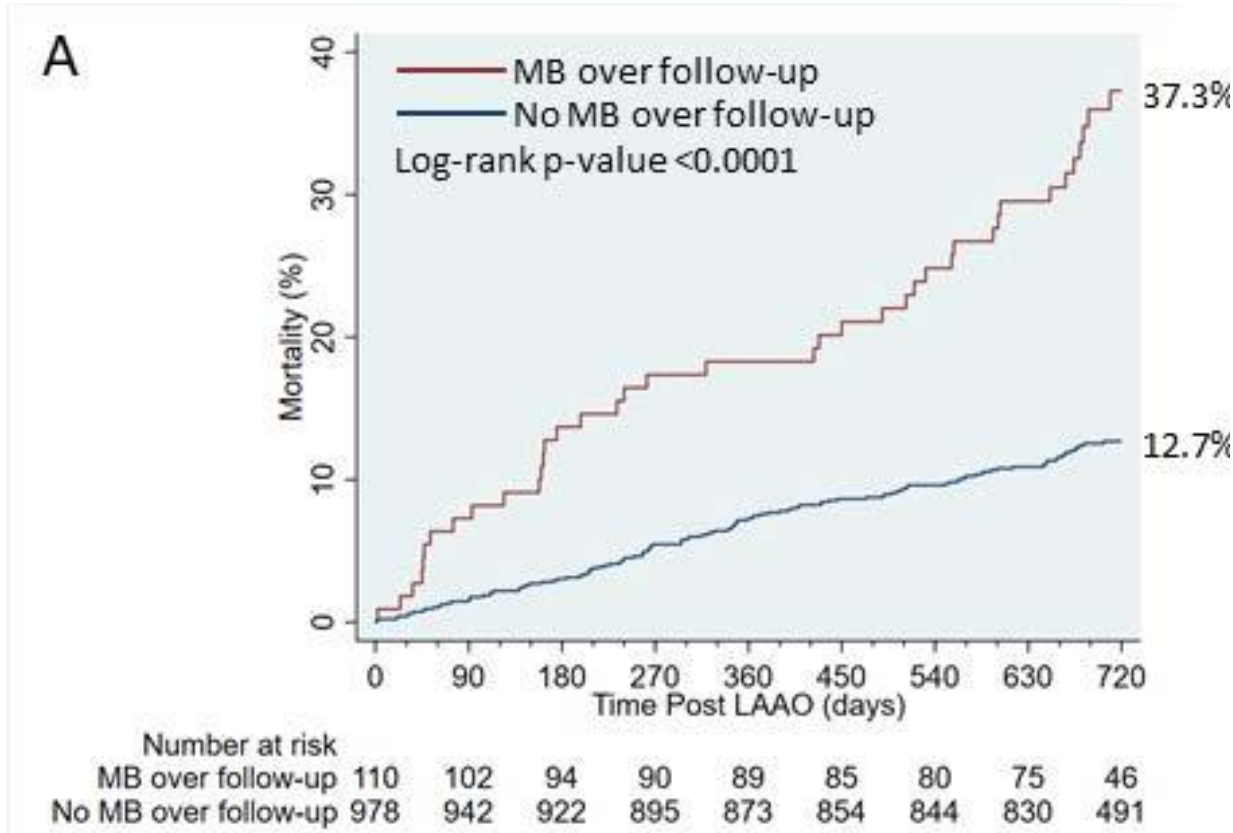 A
MB over follow-up
No MB over follow-up
Log-rank p-value <0.0001
37.3%
12.7%
Mortality (%)
40
30
20
10
0
0 90 180 270 360 450 540 630 720
Time Post LAAO (days)
Number at risk
MB over follow-up 110 102 94 90 89 85 80 75 46
No MB over follow-up 978 942 922 895 873 854 844 830 491